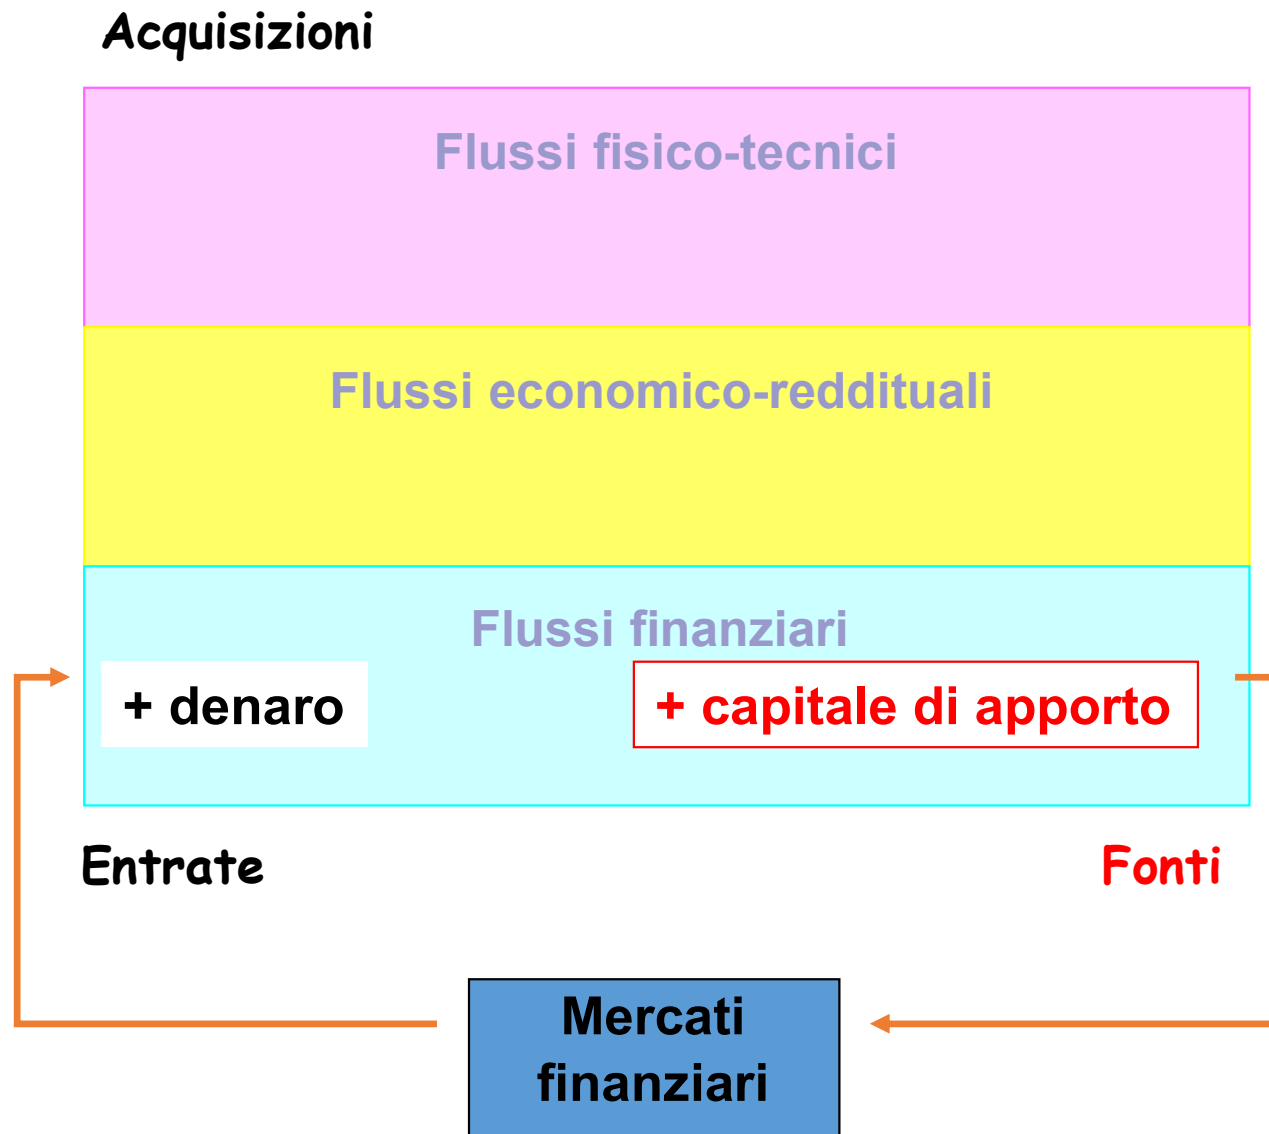 Acquisizioni
Flussi fisico-tecnici
Flussi economico-reddituali
Flussi finanziari
+ denaro
+ capitale di apporto
Entrate
Fonti
Mercati
finanziari